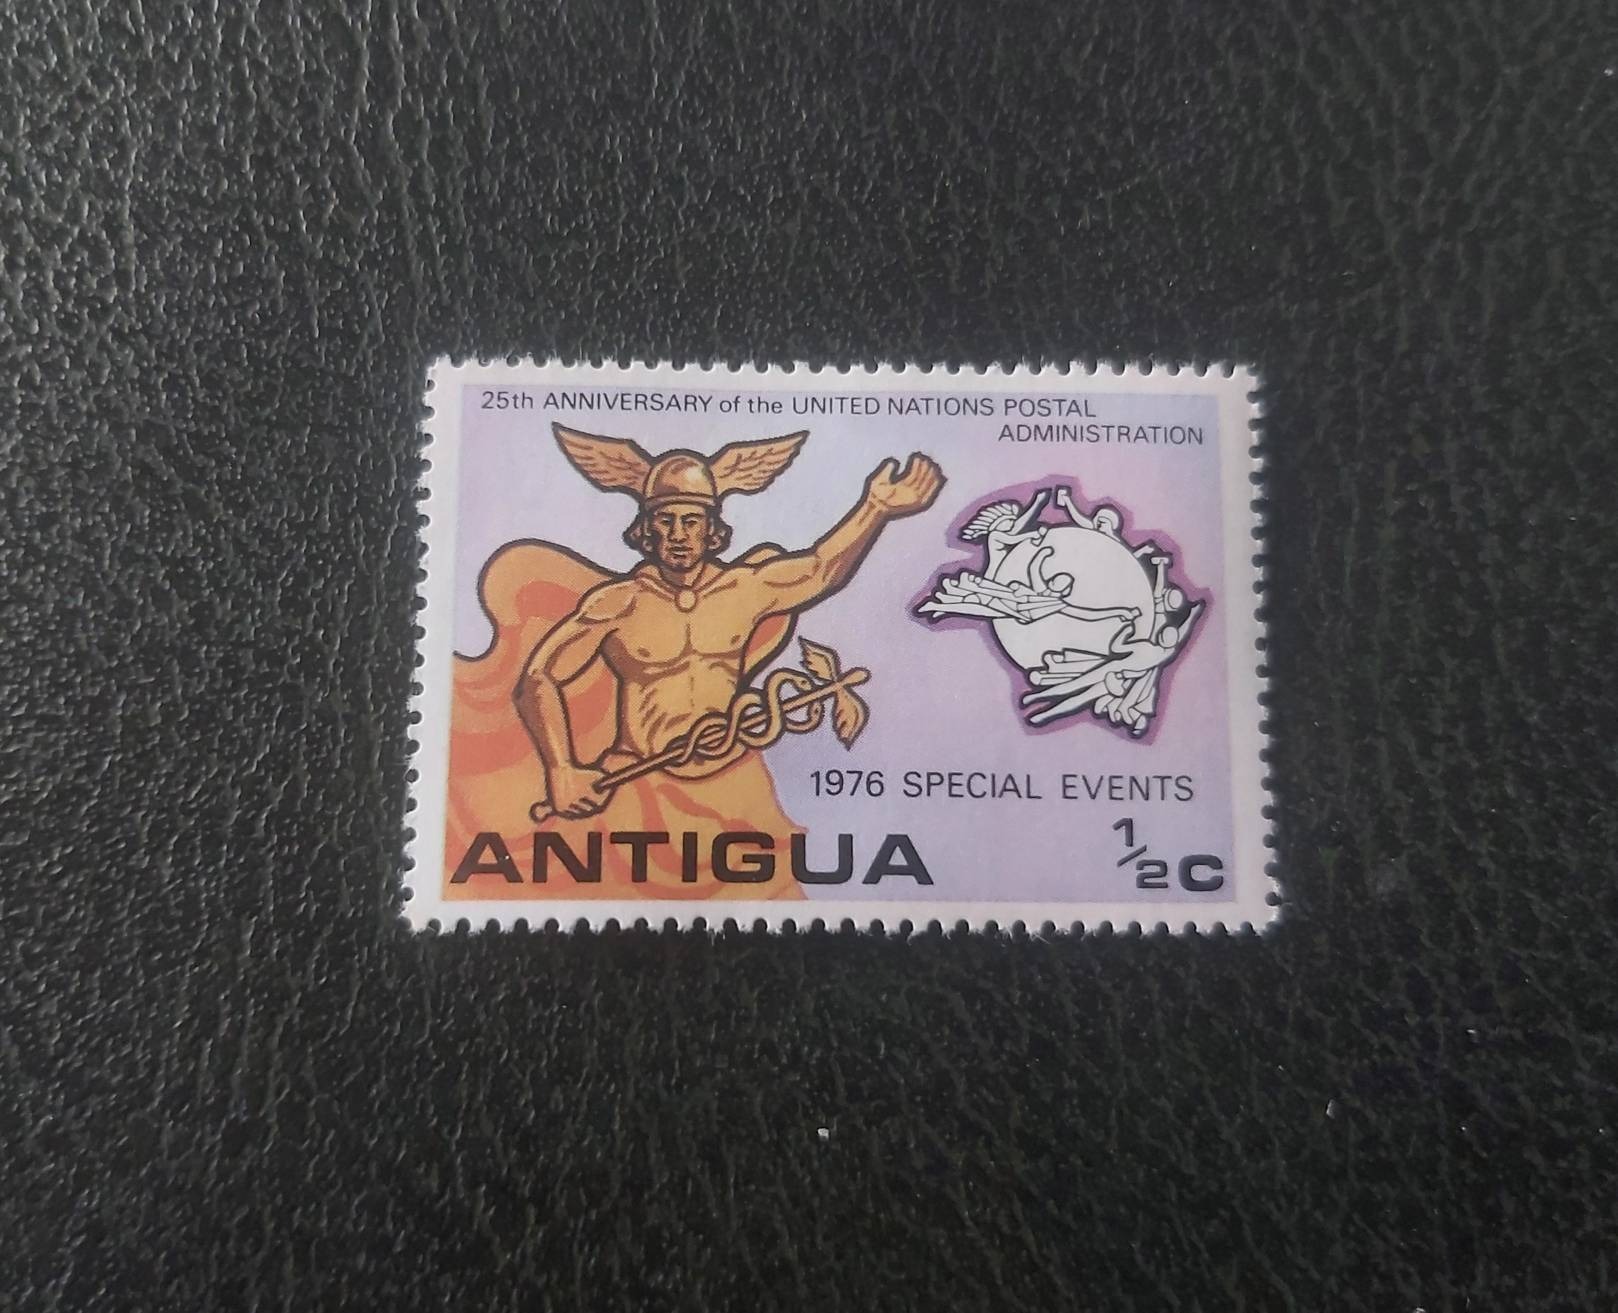 25th ANNIVERSARY of the UNITED NATIONS POSTAL
ADMINISTRATION
1976 SPECIAL EVENTS
ANTIGUA
1/2C